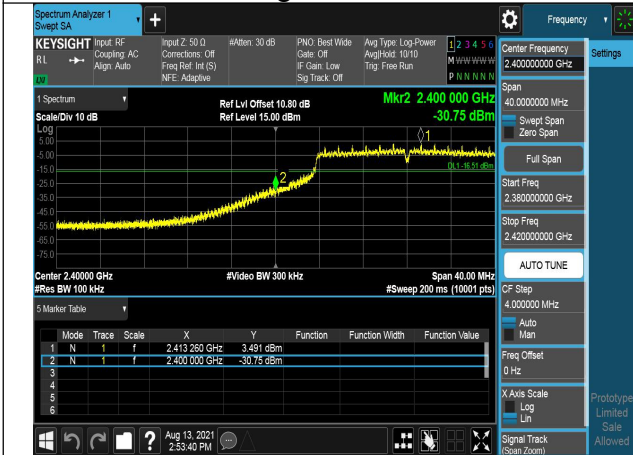 Spectrum Analyzer 1
Swept SA
+
Frequency
KEYSIGHT
RL
LXI
Input: RF
Coupling: AC
Align: Auto
Input Z: 50 Ω
Corrections: Off
Freq Ref: Int (S)
NFE: Adaptive
#Atten: 30 dB
PNO: Best Wide
Gate: Off
IF Gain: Low
Sig Track: Off
Avg Type: Log-Power
Avg|Hold: 10/10
Trig: Free Run
1 2 3 4 5 6
M W W W W W
P N N N N N
1 Spectrum
Scale/Div 10 dB
Ref Lvl Offset 10.80 dB
Ref Level 15.00 dBm
Mkr2 2.400 000 GHz
-30.75 dBm
Log
5.00
-5.00
-15.0
-25.0
-35.0
-45.0
-55.0
-65.0
-75.0
1
2
DL1 -16.51 dBm
Center 2.40000 GHz
#Res BW 100 kHz
#Video BW 300 kHz
Span 40.00 MHz
#Sweep 200 ms (10001 pts)
5 Marker Table
Mode Trace Scale X Y Function Function Width Function Value
1 N 1 f 2.413 260 GHz 3.491 dBm
2 N 1 f 2.400 000 GHz -30.75 dBm
3
4
5
6
Aug 13, 2021
2:53:40 PM
?
Center Frequency
2.400000000 GHz
Settings
Span
40.0000000 MHz
Swept Span
Zero Span
Full Span
Start Freq
2.380000000 GHz
Stop Freq
2.420000000 GHz
AUTO TUNE
CF Step
4.000000 MHz
Auto
Man
Freq Offset
0 Hz
X Axis Scale
Log
Lin
Signal Track
(Span Zoom)
Prototype
Limited
Sale
Allowed